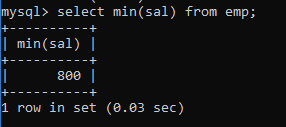 mysql> select min(sal) from emp;
+----------+
| min(sal) |
+----------+
|      800 |
+----------+
1 row in set (0.03 sec)